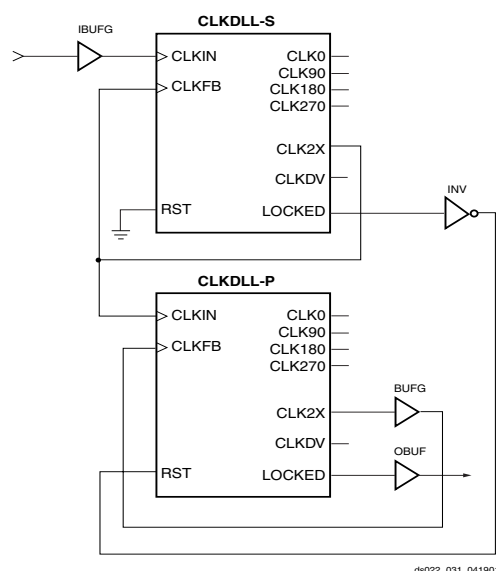 CLKDLL-S
IBUFG
CLKIN
CLKFB
RST
CLK0
CLK90
CLK180
CLK270
CLK2X
CLKDV
LOCKED
INV
CLKDLL-P
CLKIN
CLKFB
RST
CLK0
CLK90
CLK180
CLK270
CLK2X
CLKDV
LOCKED
BUFG
OBUF
ds022_031_041901